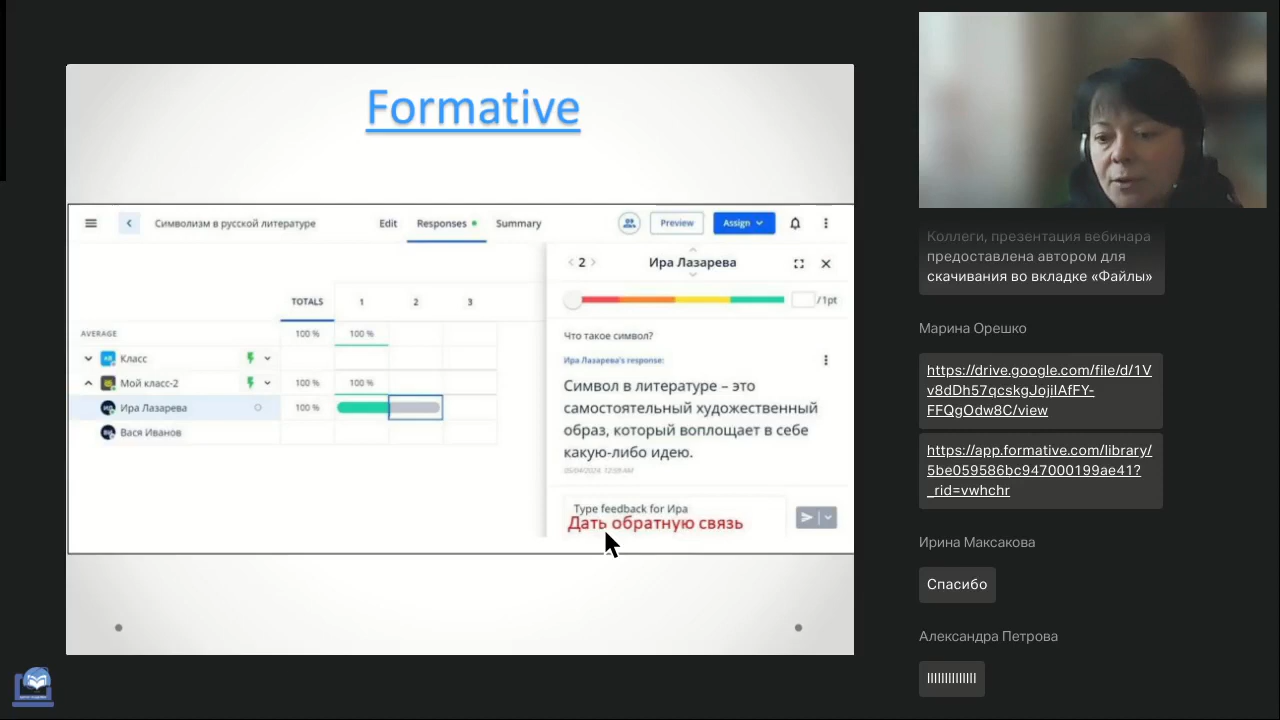 Formative
Символизм в русской литературе
Edit
Responses
Summary
Preview
Assign
2
Ира Лазарева
TOTALS
1
2
3
/1pt
AVERAGE
100 %
100 %
Что такое символ?
Класс
Ира Лазарева's response:
Мой класс-2
100 %
100 %
Символ в литературе – это
самостоятельный художественный
образ, который воплощает в себе
какую-либо идею.
Ира Лазарева
100 %
Вася Иванов
Type feedback for Ира
Дать обратную связь
Коллеги, презентация вебинара
предоставлена автором для
скачивания во вкладке «Файлы»
Марина Орешко
https://drive.google.com/file/d/1V
v8dDh57qcskgJojiIAfFY-
FFQgOdw8C/view
https://app.formative.com/library/
5be059586bc947000199ae41?
_rid=vwhchr
Ирина Максакова
Спасибо
Александра Петрова